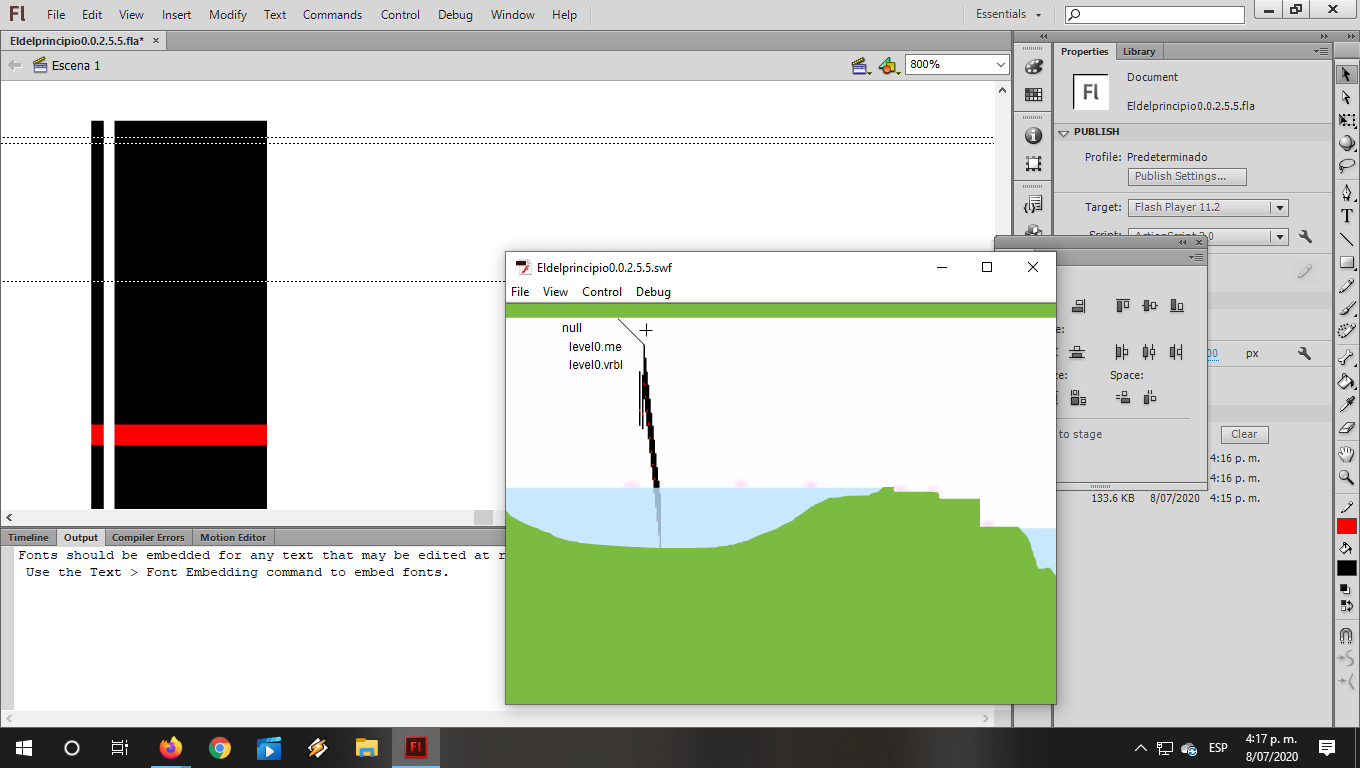 Fl File Edit View Insert Modify Text Commands Control Debug Window Help Essentials
Eldelprincipio0.0.2.5.5.fla* ×
Escena 1 800%
Properties Library
Fl Document
Eldelprincipio0.0.2.5.5.fla
PUBLISH
Profile: Predeterminado
Publish Settings...
Target: Flash Player 11.2
Eldelprincipio0.0.2.5.5.swf
File View Control Debug
null
level0.me
level0.vrbl
px
Space:
to stage
Clear
4:16 p. m.
4:16 p. m.
133.6 KB 8/07/2020 4:15 p. m.
Timeline Output Compiler Errors Motion Editor
Fonts should be embedded for any text that may be edited at r
Use the Text > Font Embedding command to embed fonts.
Fl
ESP
4:17 p. m.
8/07/2020